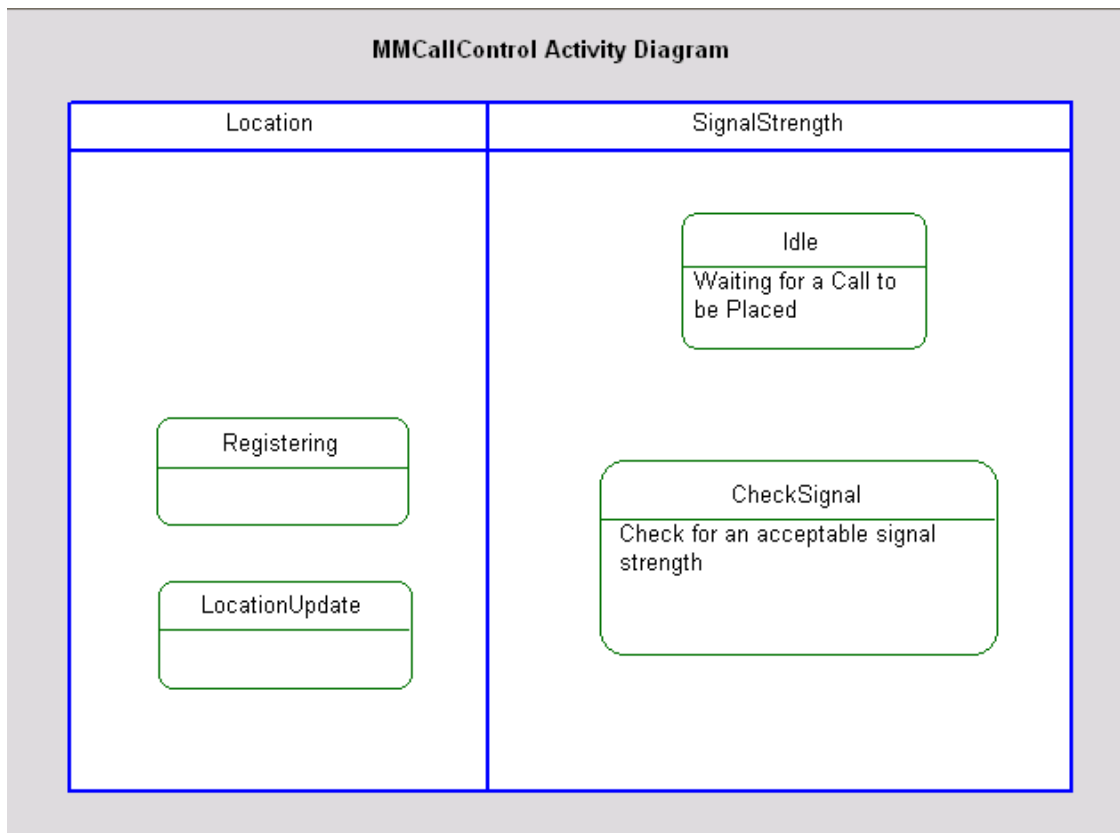 MMCallControl Activity Diagram
Location
SignalStrength
Idle
Waiting for a Call to
be Placed
Registering
CheckSignal
Check for an acceptable signal
strength
LocationUpdate